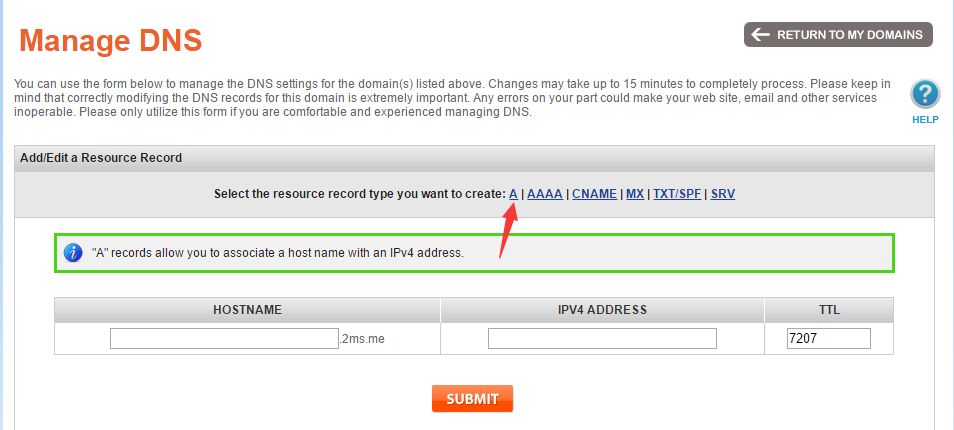 Manage DNS
RETURN TO MY DOMAINS
You can use the form below to manage the DNS settings for the domain(s) listed above. Changes may take up to 15 minutes to completely process. Please keep in
mind that correctly modifying the DNS records for this domain is extremely important. Any errors on your part could make your web site, email and other services
inoperable. Please only utilize this form if you are comfortable and experienced managing DNS.
?
HELP
Add/Edit a Resource Record
Select the resource record type you want to create: A | AAAA | CNAME | MX | TXT/SPF | SRV
i
"A" records allow you to associate a host name with an IPv4 address.
HOSTNAME IPV4 ADDRESS TTL
.2ms.me 7207
SUBMIT